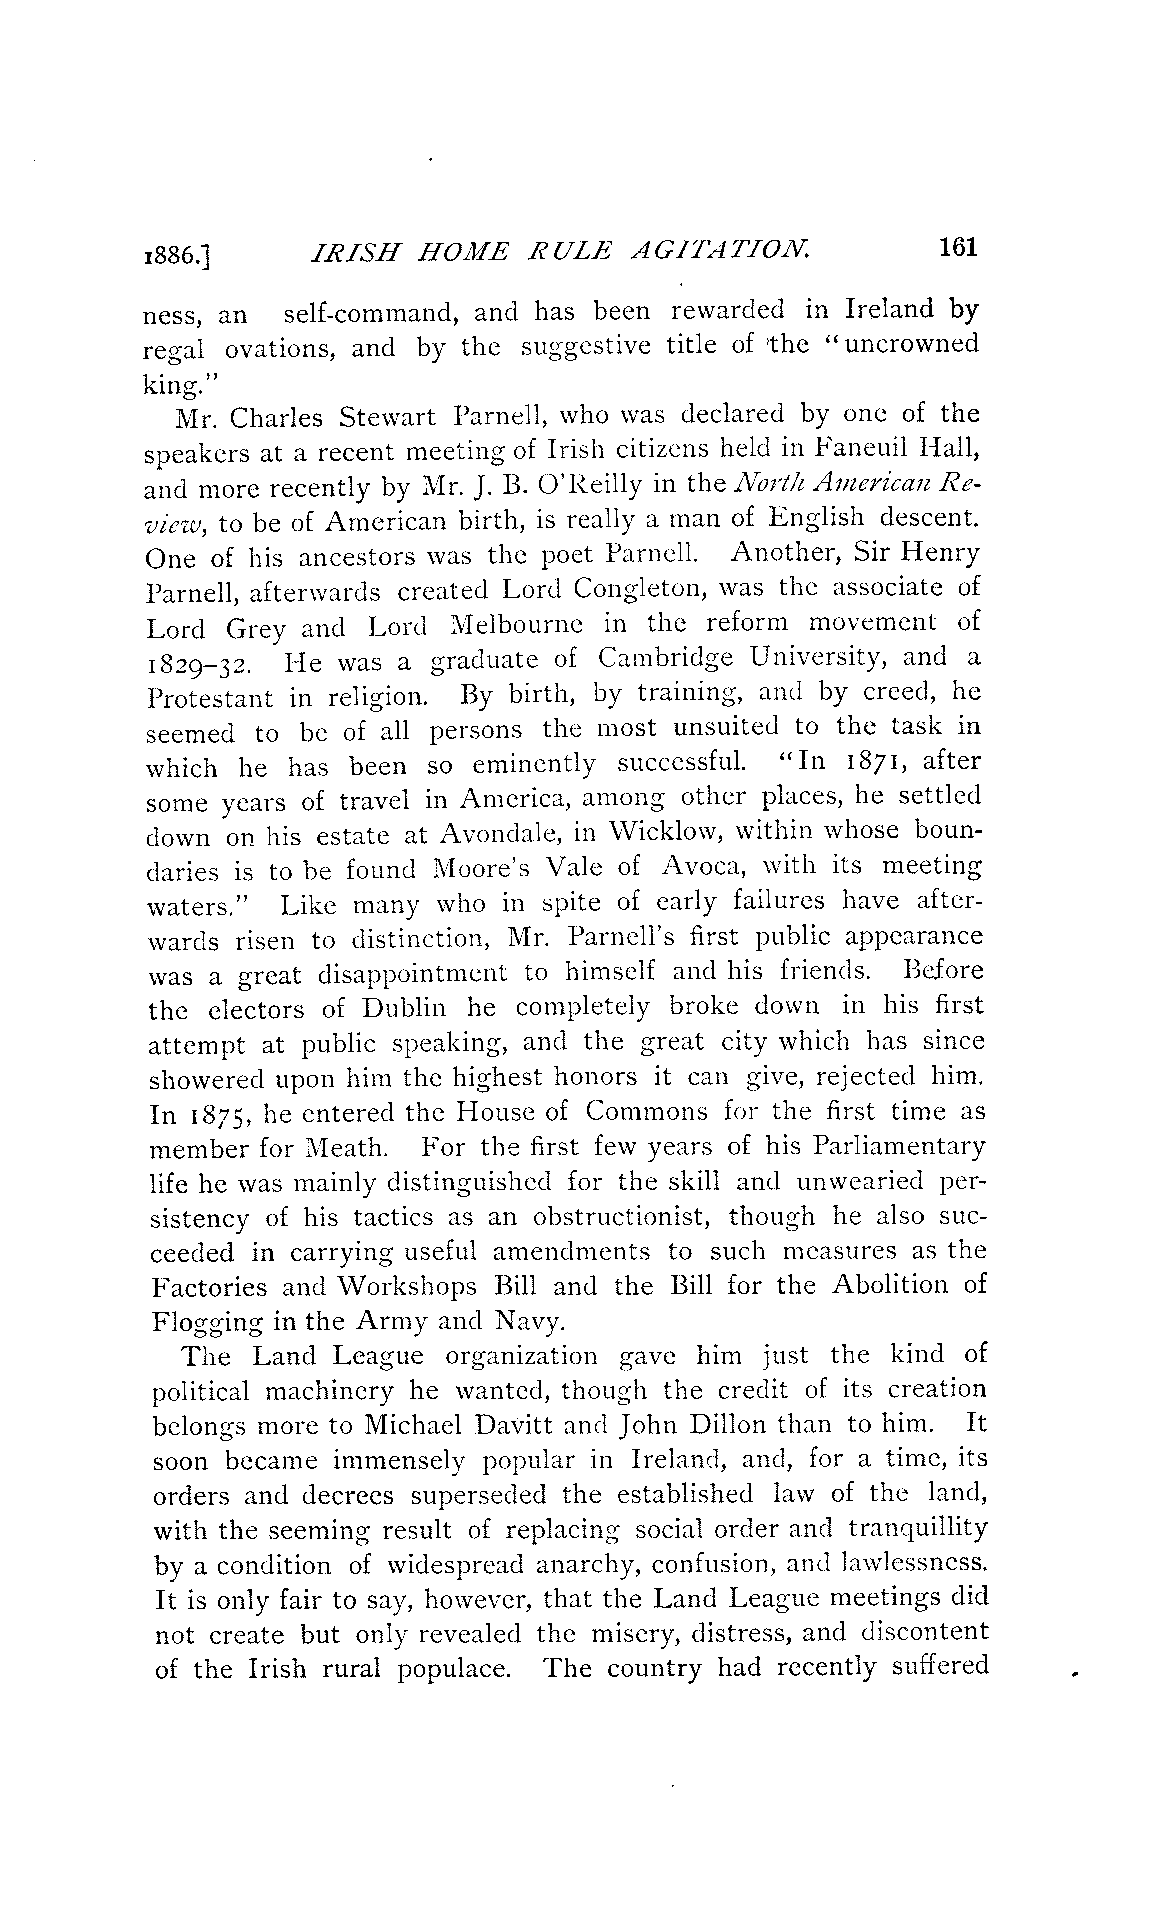 1886.] IRISH HOME RULE AGITATION. 161
ness, an self-command, and has been rewarded in Ireland by
regal ovations, and by the suggestive title of the "uncrowned
king."
Mr. Charles Stewart Parnell, who was declared by one of the
speakers at a recent meeting of Irish citizens held in Faneuil Hall,
and more recently by Mr. J. B. O'Reilly in the North American Re-
view, to be of American birth, is really a man of English descent.
One of his ancestors was the poet Parnell. Another, Sir Henry
Parnell, afterwards created Lord Congleton, was the associate of
Lord Grey and Lord Melbourne in the reform movement of
1829–32. He was a graduate of Cambridge University, and a
Protestant in religion. By birth, by training, and by creed, he
seemed to be of all persons the most unsuited to the task in
which he has been so eminently successful. "In 1871, after
some years of travel in America, among other places, he settled
down on his estate at Avondale, in Wicklow, within whose boun-
daries is to be found Moore's Vale of Avoca, with its meeting
waters." Like many who in spite of early failures have after-
wards risen to distinction, Mr. Parnell's first public appearance
was a great disappointment to himself and his friends. Before
the electors of Dublin he completely broke down in his first
attempt at public speaking, and the great city which has since
showered upon him the highest honors it can give, rejected him.
In 1875, he entered the House of Commons for the first time as
member for Meath. For the first few years of his Parliamentary
life he was mainly distinguished for the skill and unwearied per-
sistency of his tactics as an obstructionist, though he also suc-
ceeded in carrying useful amendments to such measures as the
Factories and Workshops Bill and the Bill for the Abolition of
Flogging in the Army and Navy.
The Land League organization gave him just the kind of
political machinery he wanted, though the credit of its creation
belongs more to Michael Davitt and John Dillon than to him. It
soon became immensely popular in Ireland, and, for a time, its
orders and decrees superseded the established law of the land,
with the seeming result of replacing social order and tranquillity
by a condition of widespread anarchy, confusion, and lawlessness.
It is only fair to say, however, that the Land League meetings did
not create but only revealed the misery, distress, and discontent
of the Irish rural populace. The country had recently suffered